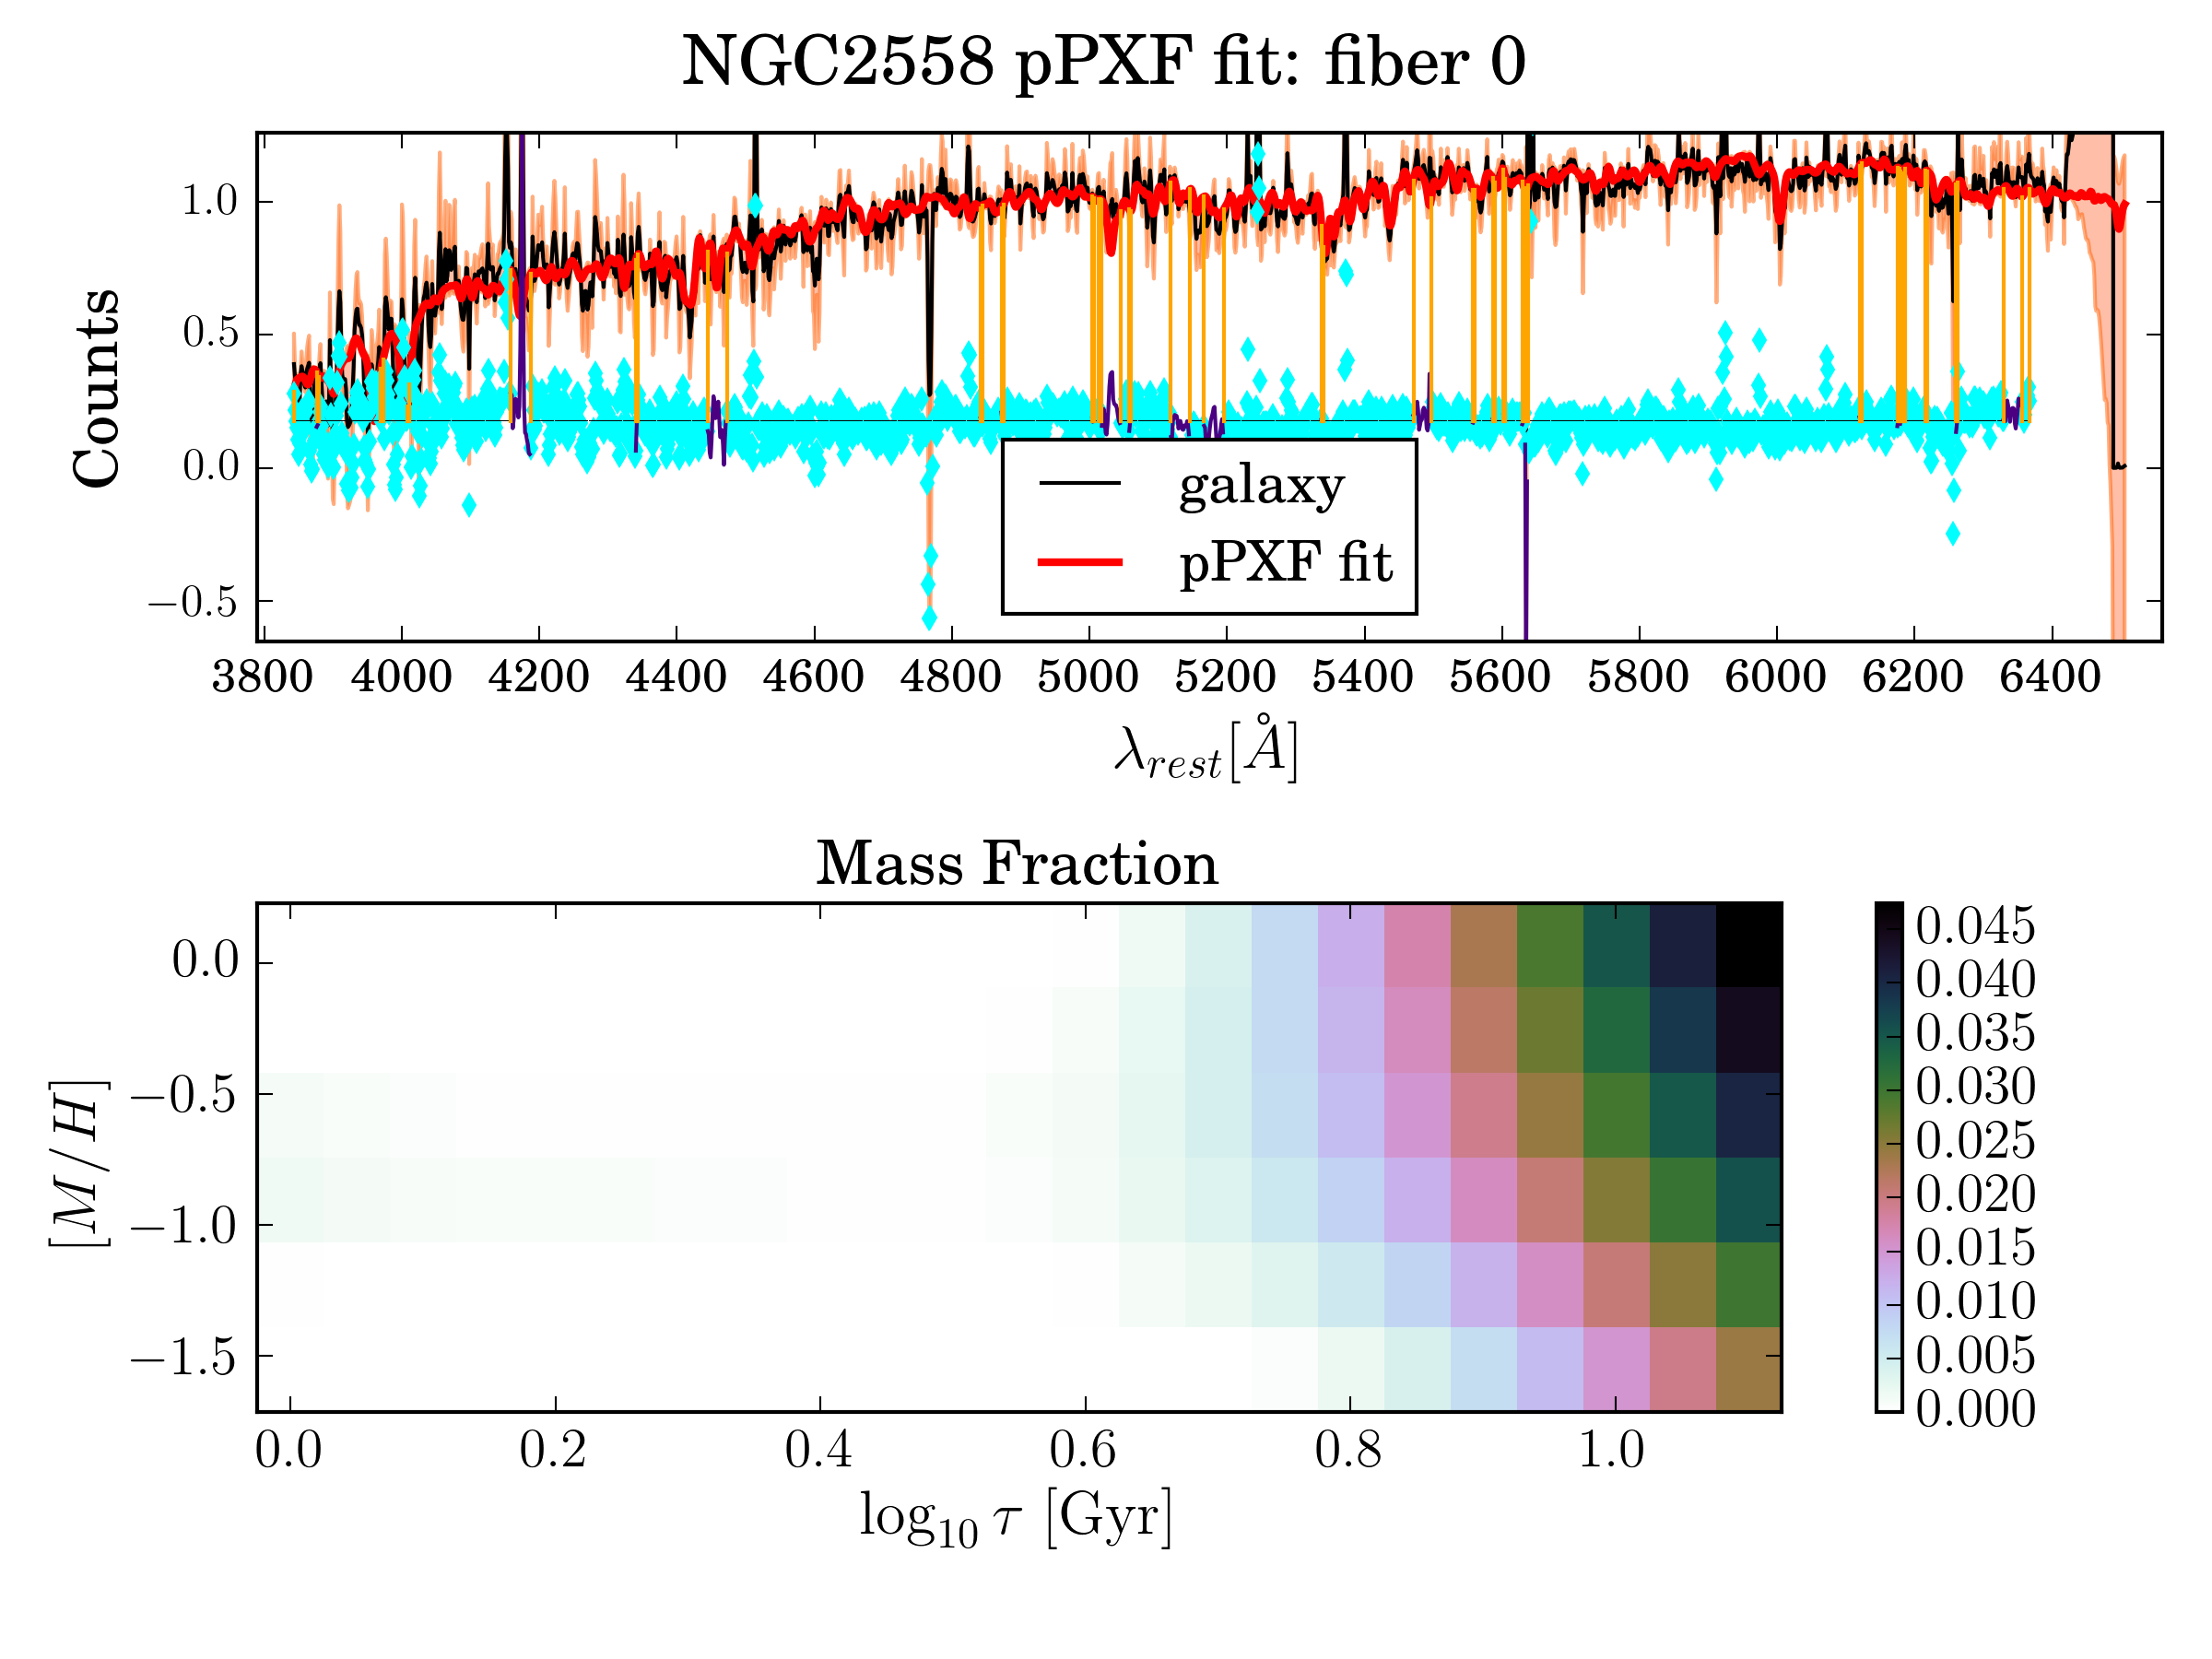 NGC2558 pPXF fit: fiber 0
Counts
1.0
0.5
0.0
−0.5
galaxy
pPXF fit
3800 4000 4200 4400 4600 4800 5000 5200 5400 5600 5800 6000 6200 6400
λrest[Å]
Mass Fraction
[M/H]
0.0
−0.5
−1.0
−1.5
0.0 0.2 0.4 0.6 0.8 1.0
log10 τ [Gyr]
0.045
0.040
0.035
0.030
0.025
0.020
0.015
0.010
0.005
0.000